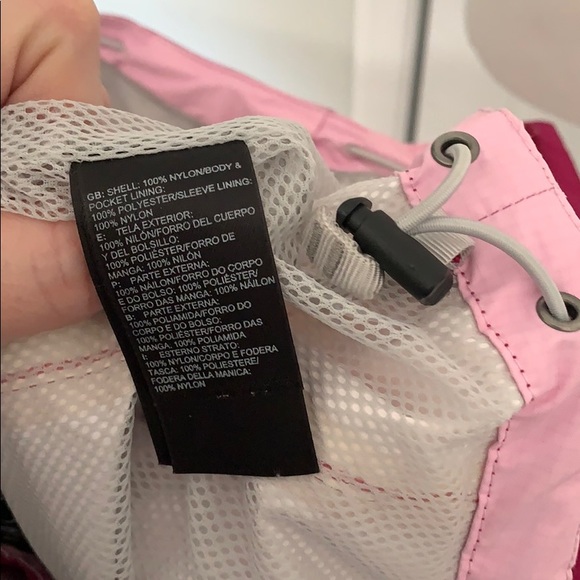 GB: SHELL: 100% NYLON/BODY &
POCKET LINING:
100% POLYESTER/SLEEVE LINING:
100% NYLON
E: TELA EXTERIOR:
100% NILÓN/FORRO DEL CUERPO
Y DEL BOLSILLO:
100% POLIÉSTER/FORRO DE
MANGA: 100% NILÓN
P: PARTE EXTERNA:
100% NÁILON/FORRO DO CORPO
E DO BOLSO: 100% POLIÉSTER/
FORRO DAS MANGA: 100% NÁILON
B: PARTE EXTERNA:
100% POLIAMIDA/FORRO DO
CORPO E DO BOLSO:
100% POLIÉSTER/FORRO DAS
MANGA: 100% POLIAMIDA
I: ESTERNO STRATO:
100% NYLON/CORPO E FODERA
TASCA: 100% POLIESTERE/
FODERA DELLA MANICA:
100% NYLON